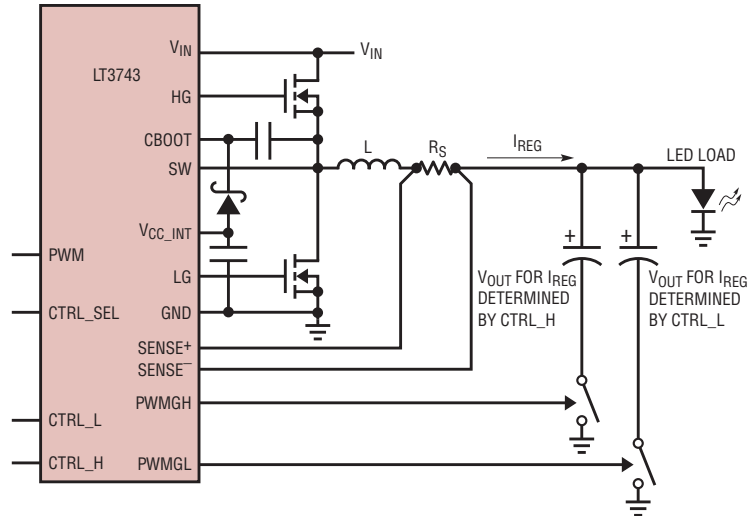 LT3743
VIN
HG
CBOOT
SW
VCC_INT
LG
GND
SENSE+
SENSE–
PWMGH
PWMGL
PWM
CTRL_SEL
CTRL_L
CTRL_H
VIN
L
RS
IREG
LED LOAD
+
VOUT FOR IREG
DETERMINED
BY CTRL_H
+
VOUT FOR IREG
DETERMINED
BY CTRL_L